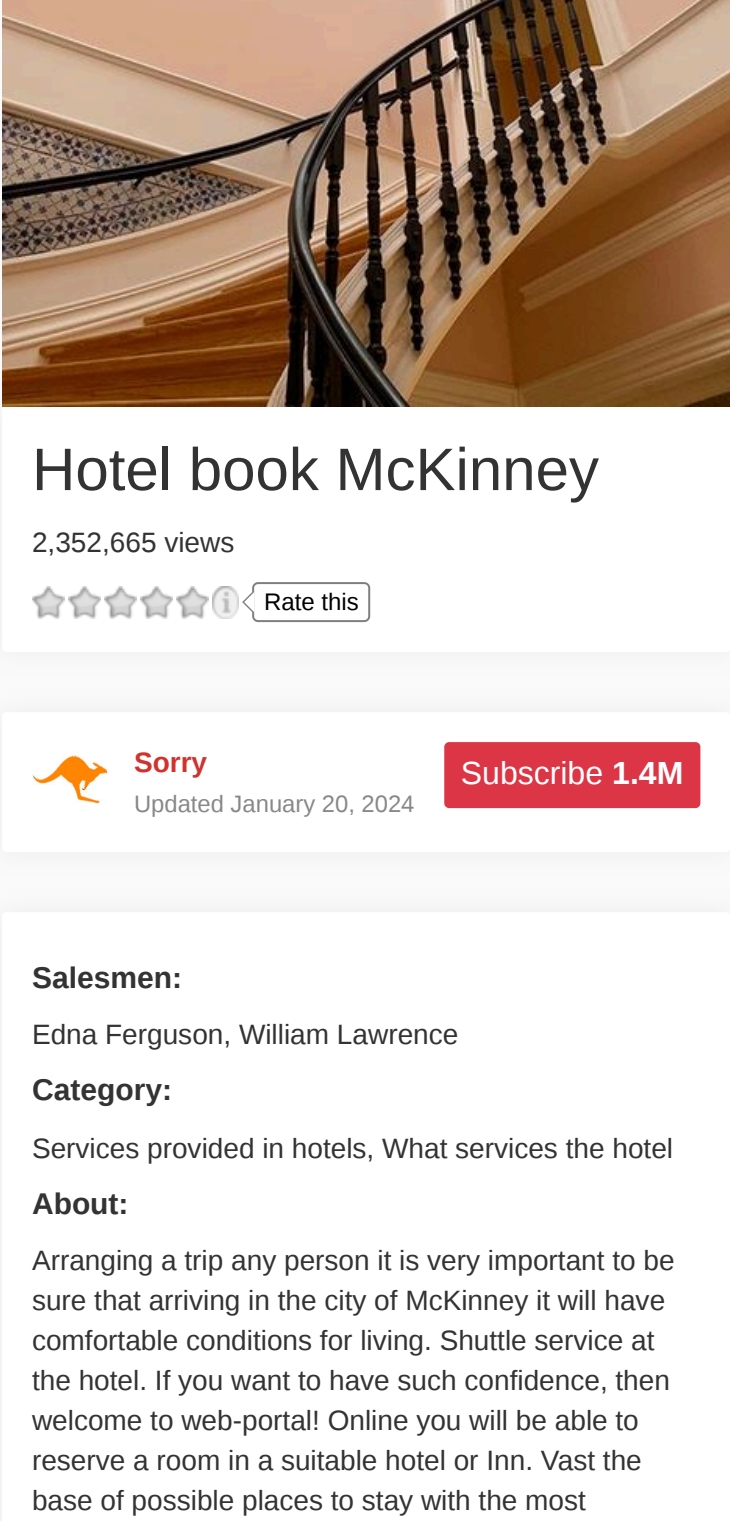 Hotel book McKinney
2,352,665 views
Rate this
Sorry
Updated January 20, 2024
Subscribe 1.4M
Salesmen:
Edna Ferguson, William Lawrence
Category:
Services provided in hotels, What services the hotel
About:
Arranging a trip any person it is very important to be
sure that arriving in the city of McKinney it will have
comfortable conditions for living. Shuttle service at
the hotel. If you want to have such confidence, then
welcome to web-portal! Online you will be able to
reserve a room in a suitable hotel or Inn. Vast the
base of possible places to stay with the most